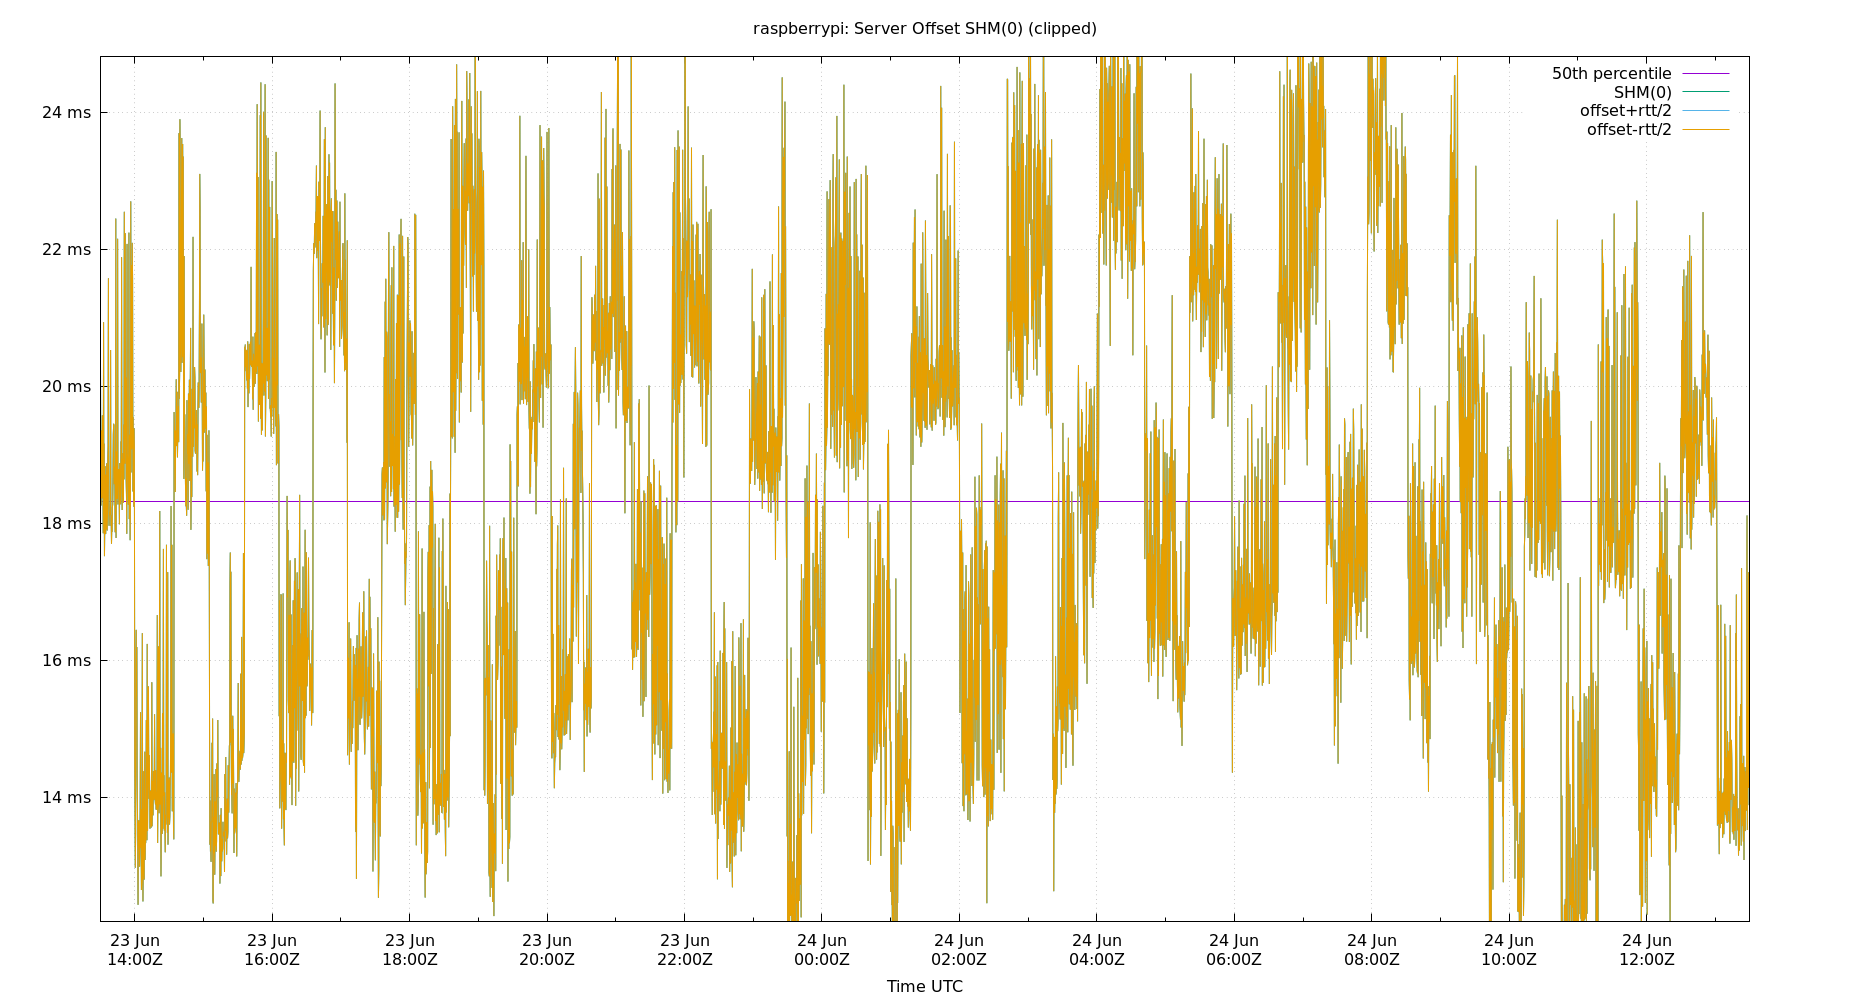 raspberrypi: Server Offset SHM(0) (clipped)
50th percentile
SHM(0)
offset+rtt/2
offset-rtt/2
24 ms
22 ms
20 ms
18 ms
16 ms
14 ms
23 Jun 23 Jun 23 Jun 23 Jun 23 Jun 24 Jun 24 Jun 24 Jun 24 Jun 24 Jun 24 Jun 24 Jun
14:00Z 16:00Z 18:00Z 20:00Z 22:00Z 00:00Z 02:00Z 04:00Z 06:00Z 08:00Z 10:00Z 12:00Z
Time UTC